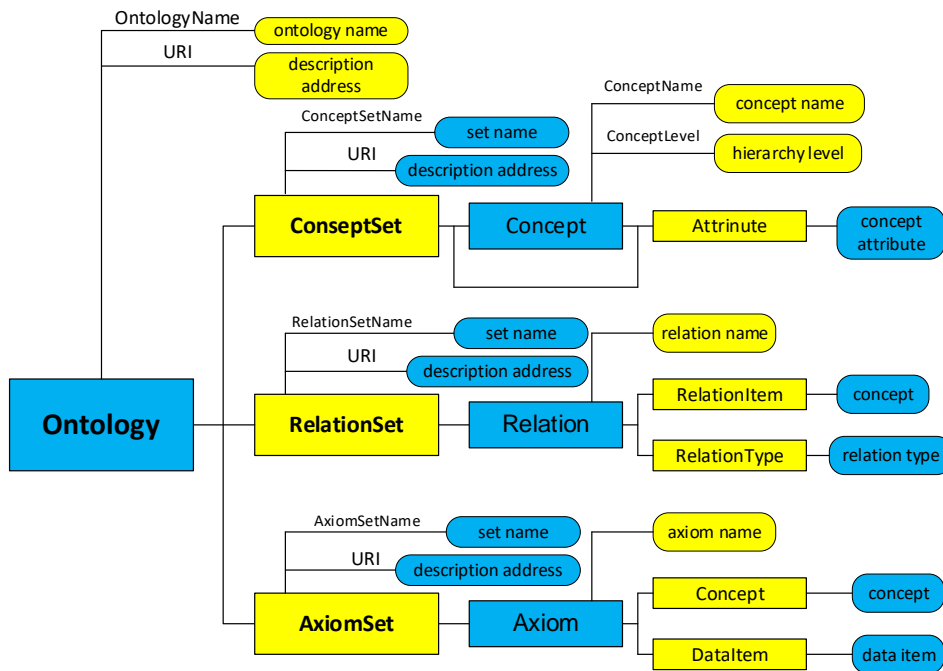 OntologyName
ontology name
URI
description
address
ConceptSetName
set name
URI
description address
ConceptName
concept name
ConceptLevel
hierarchy level
ConseptSet
Concept
Attrinute
concept
attribute
RelationSetName
set name
URI
description address
relation name
Ontology
RelationSet
Relation
RelationItem
concept
RelationType
relation type
AxiomSetName
set name
URI
description address
axiom name
AxiomSet
Axiom
Concept
concept
DataItem
data item